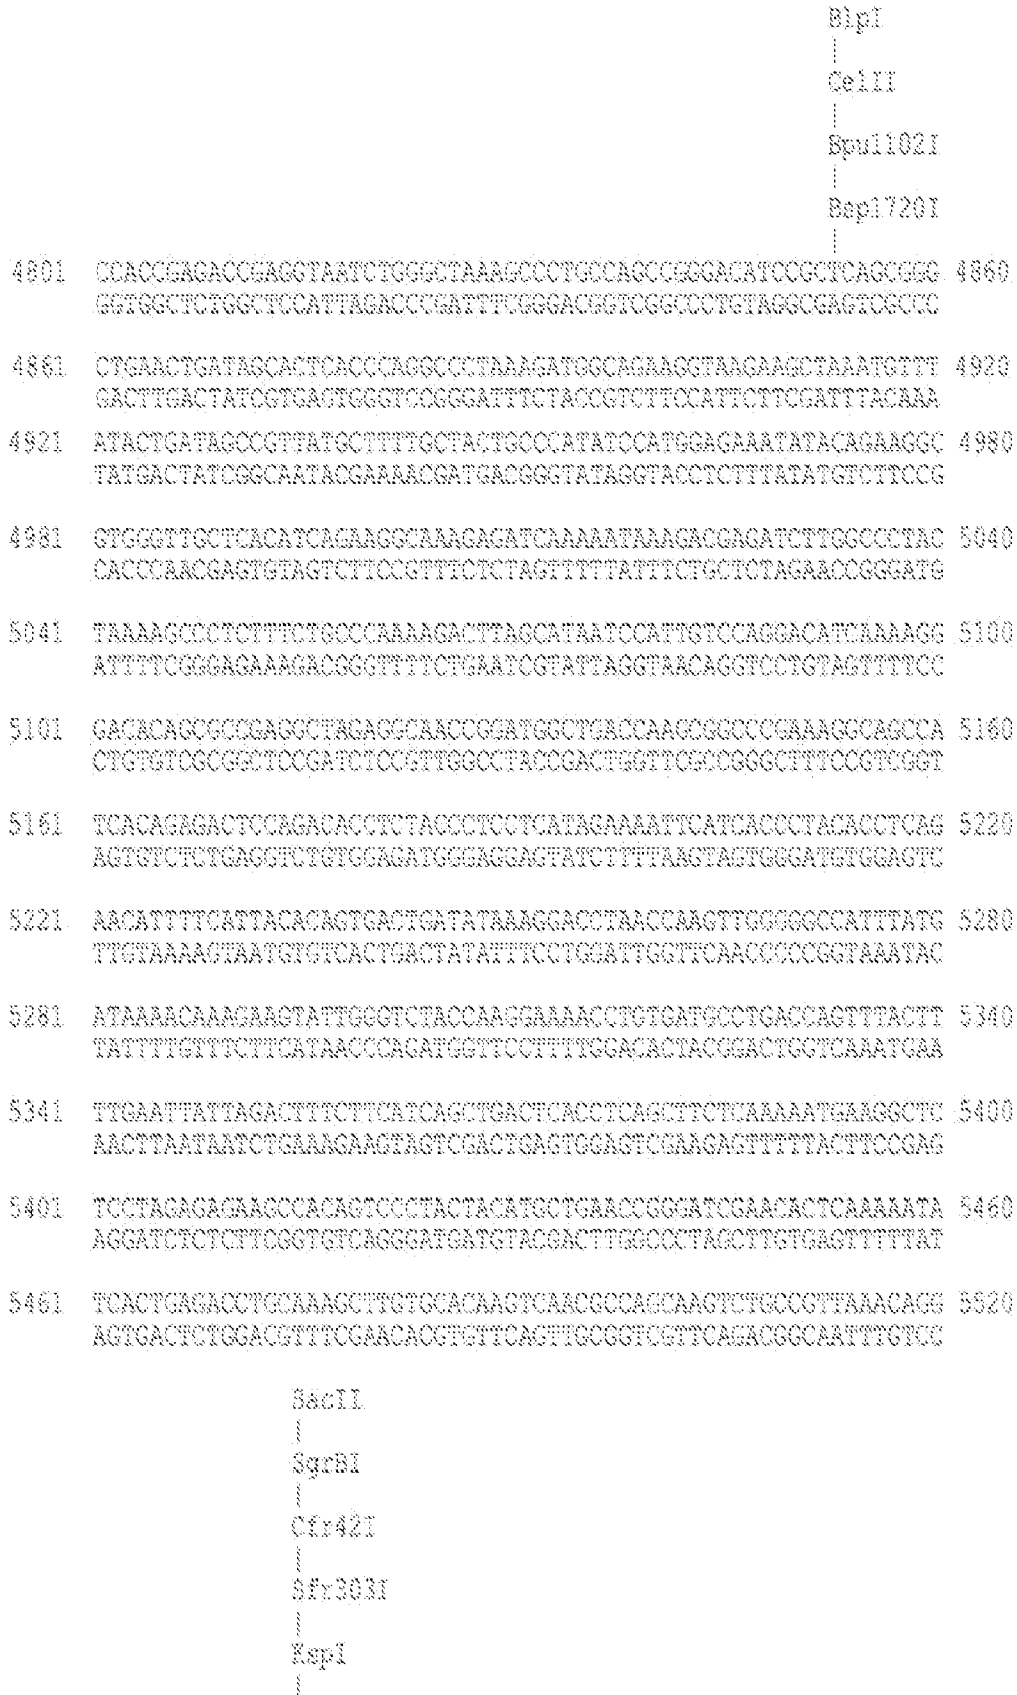 BlpI
|
CelII
|
Bpu1102I
|
Bsp1720I
|
4801 CCACCGAGACCGAGGTAATCTGGGCTAAAGCCCTGCCAGCCGGGACATCCGCTCAGCGGG 4860
GGTGGCTCTGGCTCCATTAGACCCGATTTCGGGACGGTCGGCCCTGTAGGCGAGTCGCCC
4861 CTGAACTGATAGCACTCACCCAGGCCCTAAAGATGGCAGAAGGTAAGAAGCTAAATGTTT 4920
GACTTGACTATCGTGAGTGGGTCCGGGATTTCTACCGTCTTCCATTCTTCGATTTACAAA
4921 ATACTGATAGCCGTTATGCTTTTGCTACTGCCCATATCCATGGAGAAATATACAGAAGGC 4980
TATGACTATCGGCAATACGAAAACGATGACGGGTATAGGTACCTCTTTATATGTCTTCCG
4981 GTGGGTTGCTCACATCAGAAGGCAAAGAGATCAAAAATAAAGACGAGATCTTGGCCCTAC 5040
CACCCAACGAGTGTAGTCTTCCGTTTCTCTAGTTTTTATTTCTGCTCTAGAACCGGGATG
5041 TAAAAGCCCTCTTTCTGCCCAAAAGACTTAGCATAATCCATTGTCCAGGACATCAAAAGG 5100
ATTTTCGGGAGAAAGACGGGTTTTCTGAATCGTATTAGGTAACAGGTCCTGTAGTTTTCC
5101 GACACAGCGCCGAGGCTAGAGGCAACCGGATGGCTGACCAAGCGGCCCGAAAGGCAGCCA 5160
CTGTGTCGCGGCTCCGATCTCCGTTGGCCTACCGACTGGTTCGCCGGGCTTTCCGTCGGT
5161 TCACAGAGACTCCAGACACCTCTACCCTCCTCATAGAAAATTCATCACCCTACACCTCAG 5220
AGTGTCTCTGAGGTCTGTGGAGATGGGAGGAGTATCTTTTAAGTAGTGGGATGTGGAGTC
5221 AACATTTTCATTACACAGTGACTGATATAAAGGACCTAACCAAGTTGGGGGCCATTTATG 5280
TTGTAAAAGTAATGTGTCACTGACTATATTTCCTGGATTGGTTCAACCCCCGGTAAATAC
5281 ATAAAACAAAGAAGTATTGGGTCTACCAAGGAAAACCTGTGATGCCTGACCAGTTTACTT 5340
TATTTTGTTTCTTCATAACCCAGATGGTTCCTTTTGGACACTACGGACTGGTCAAATGAA
5341 TTGAATTATTAGACTTTCTTCATCAGCTGACTCACCTCAGCTTCTCAAAAATGAAGGCTC 5400
AACTTAATAATCTGAAAGAAGTAGTCGACTGAGTGGAGTCGAAGAGTTTTTACTTCCGAG
5401 TCCTAGAGAGAAGCCACAGTCCCTACTACATGCTGAACCGGGATCGAACACTCAAAAATA 5460
AGGATCTCTCTTCGGTGTCAGGGATGATGTACGACTTGGCCCTAGCTTGTGAGTTTTTAT
5461 TCACTGAGACCTGCAAAGCTTGTGCACAAGTCAACGCCAGCAAGTCTGCCGTTAAACAGG 5520
AGTGACTCTGGACGTTTCGAACACGTGTTCAGTTGCGGTCGTTCAGACGGCAATTTGTCC
SacII
|
SgrBI
|
Cfr42I
|
Sfr303I
|
KspI
|